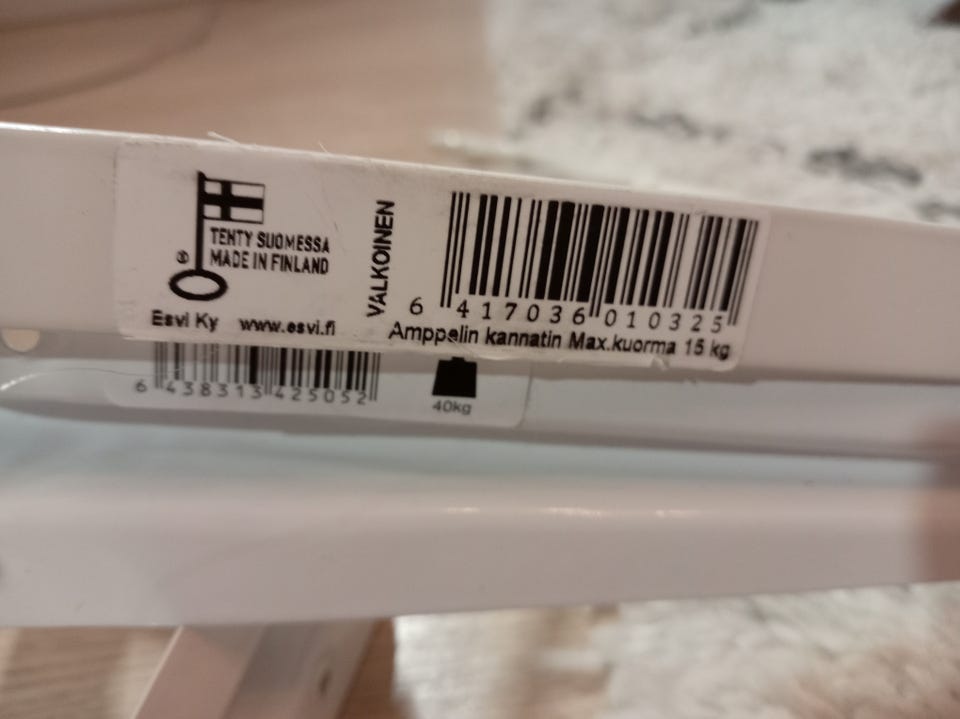 TEHTY SUOMESSA
MADE IN FINLAND
®
Esvi Ky www.esvi.fi
VALKOINEN
6 417036 010325
Amppelin kannatin Max.kuorma 15 kg
6 438313 425052
40kg